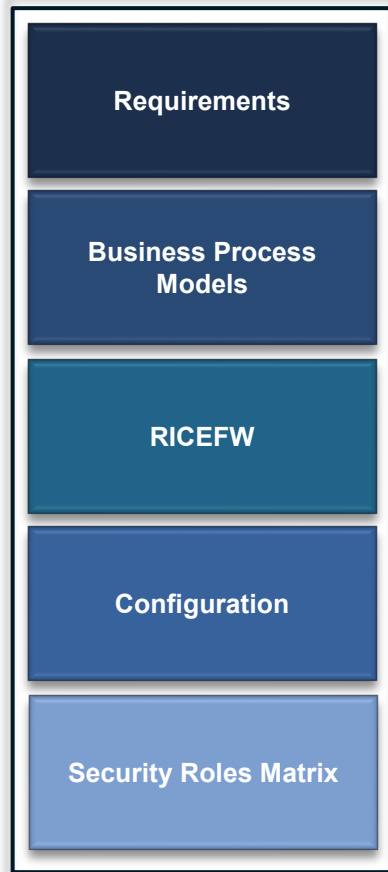 Requirements
Business Process
Models
RICEFW
Configuration
Security Roles Matrix